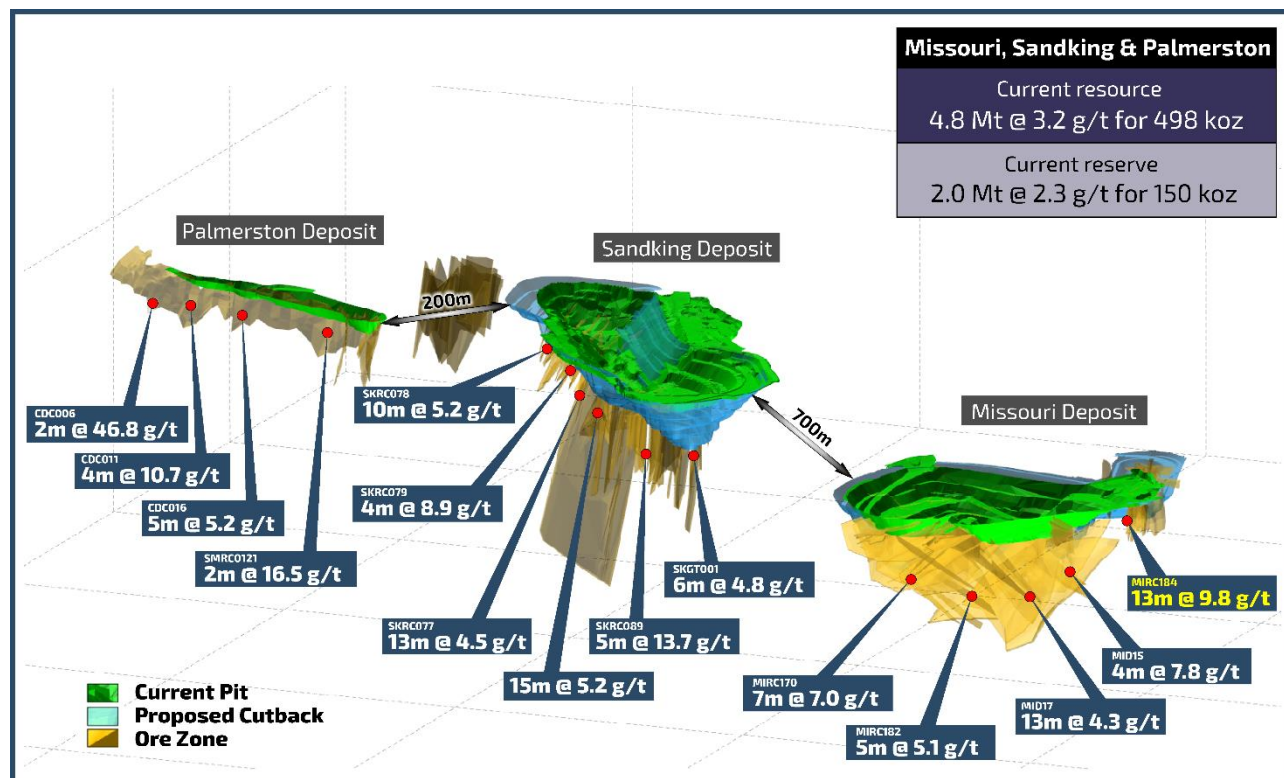 Missouri, Sandking & Palmerston
Current resource
4.8 Mt @ 3.2 g/t for 498 koz
Current reserve
2.0 Mt @ 2.3 g/t for 150 koz
Palmerston Deposit
Sandking Deposit
Missouri Deposit
200m
700m
CDC006
2m @ 46.8 g/t
CDC011
4m @ 10.7 g/t
CDC016
5m @ 5.2 g/t
SMRC0121
2m @ 16.5 g/t
SKRC078
10m @ 5.2 g/t
SKRC079
4m @ 8.9 g/t
SKRC077
13m @ 4.5 g/t
15m @ 5.2 g/t
SKRC089
5m @ 13.7 g/t
SKGT001
6m @ 4.8 g/t
MIRC170
7m @ 7.0 g/t
MIRC182
5m @ 5.1 g/t
MID17
13m @ 4.3 g/t
MID15
4m @ 7.8 g/t
MIRC184
13m @ 9.8 g/t
Current Pit
Proposed Cutback
Ore Zone